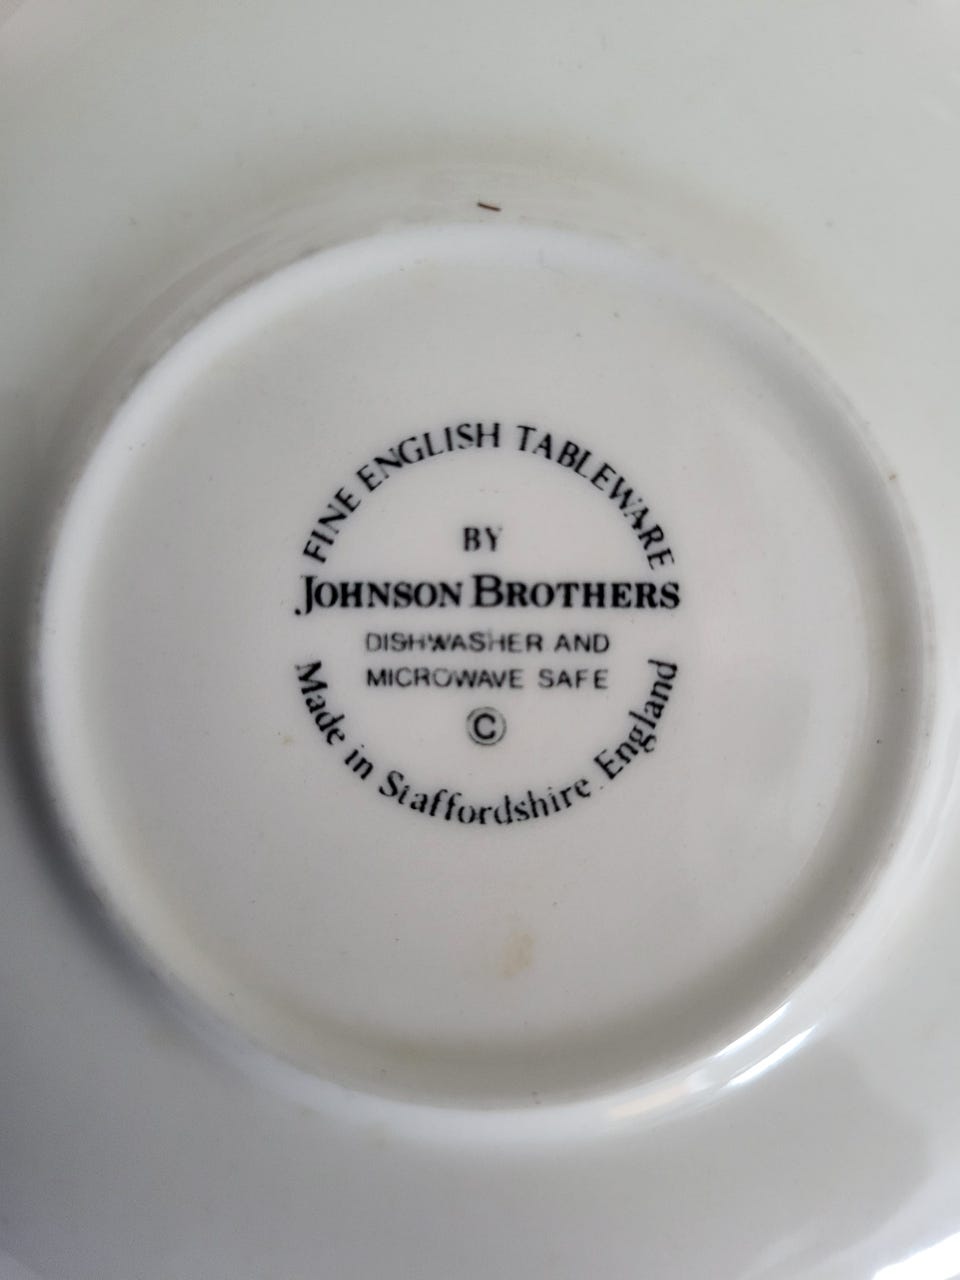 FINE ENGLISH TABLEWARE
BY
JOHNSON BROTHERS
DISHWASHER AND
MICROWAVE SAFE
©
Made in Staffordshire England